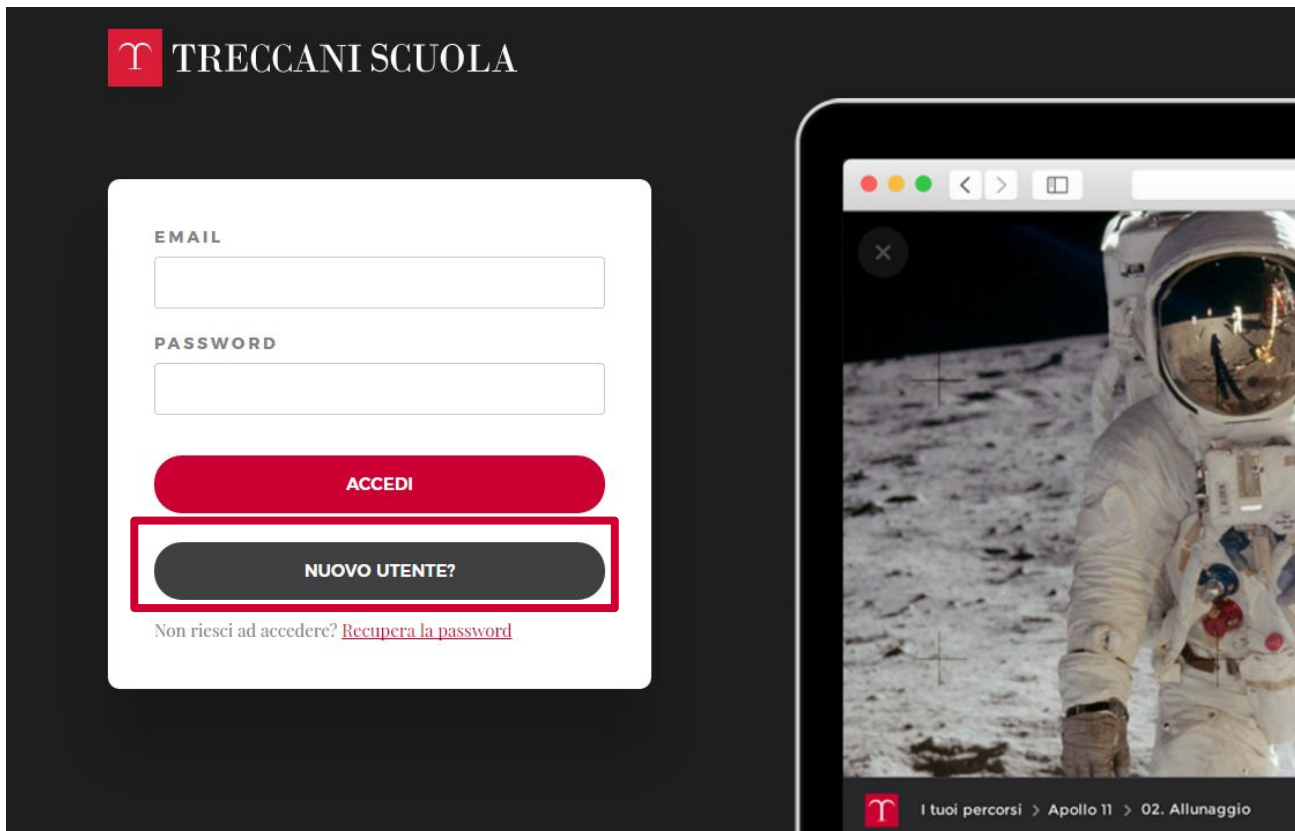 TRECCANI SCUOLA
EMAIL
PASSWORD
ACCEDI
NUOVO UTENTE?
Non riesci ad accedere? Recupera la password
I tuoi percorsi > Apollo 11 > 02. Allunaggio